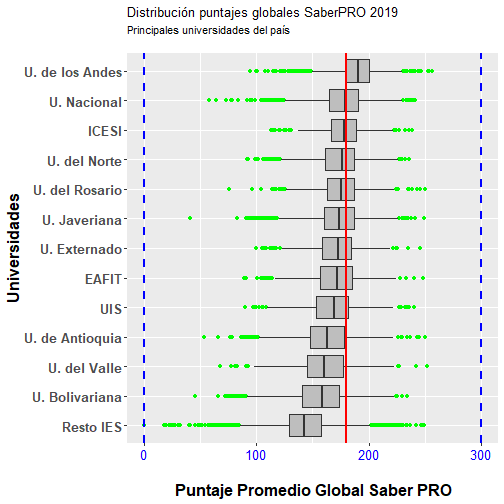 Distribución puntajes globales SaberPRO 2019
Principales universidades del país
Universidades
U. de los Andes
U. Nacional
ICESI
U. del Norte
U. del Rosario
U. Javeriana
U. Externado
EAFIT
UIS
U. de Antioquia
U. del Valle
U. Bolivariana
Resto IES
0 100 200 300
Puntaje Promedio Global Saber PRO